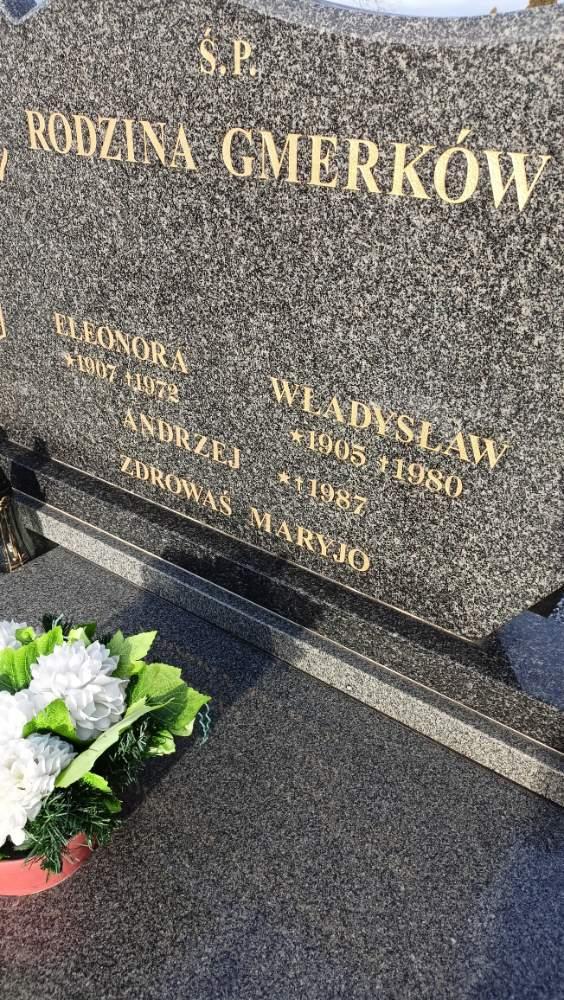 Ś.P.
RODZINA GMERKÓW
ELEONORA
*1907 †1972
WŁADYSŁAW
*1905 †1980
ANDRZEJ *†1987
ZDROWAŚ MARYJO